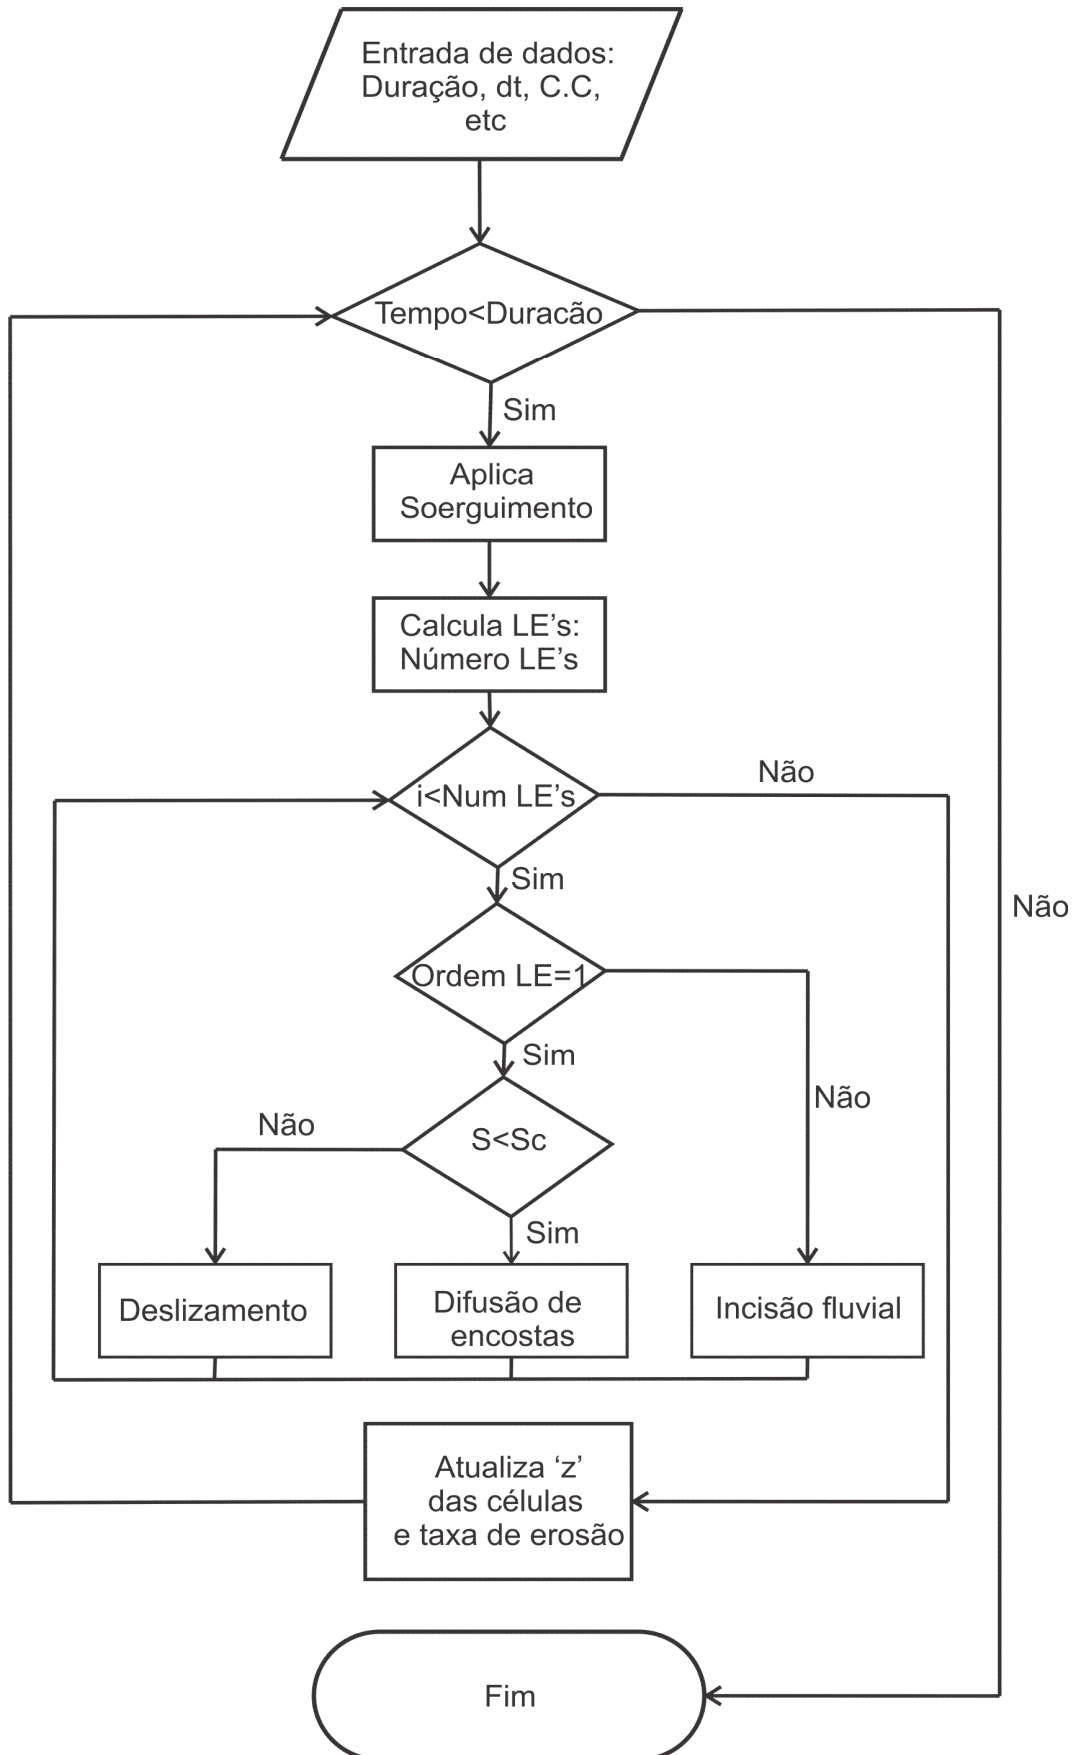 Entrada de dados:
Duração, dt, C.C,
etc
Tempo<Duracão
Sim
Aplica
Soerguimento
Calcula LE’s:
Número LE’s
i<Num LE’s
Não
Sim
Não
Ordem LE=1
Sim
Não
Não
S<Sc
Sim
Deslizamento
Difusão de
encostas
Incisão fluvial
Atualiza ‘z’
das células
e taxa de erosão
Fim